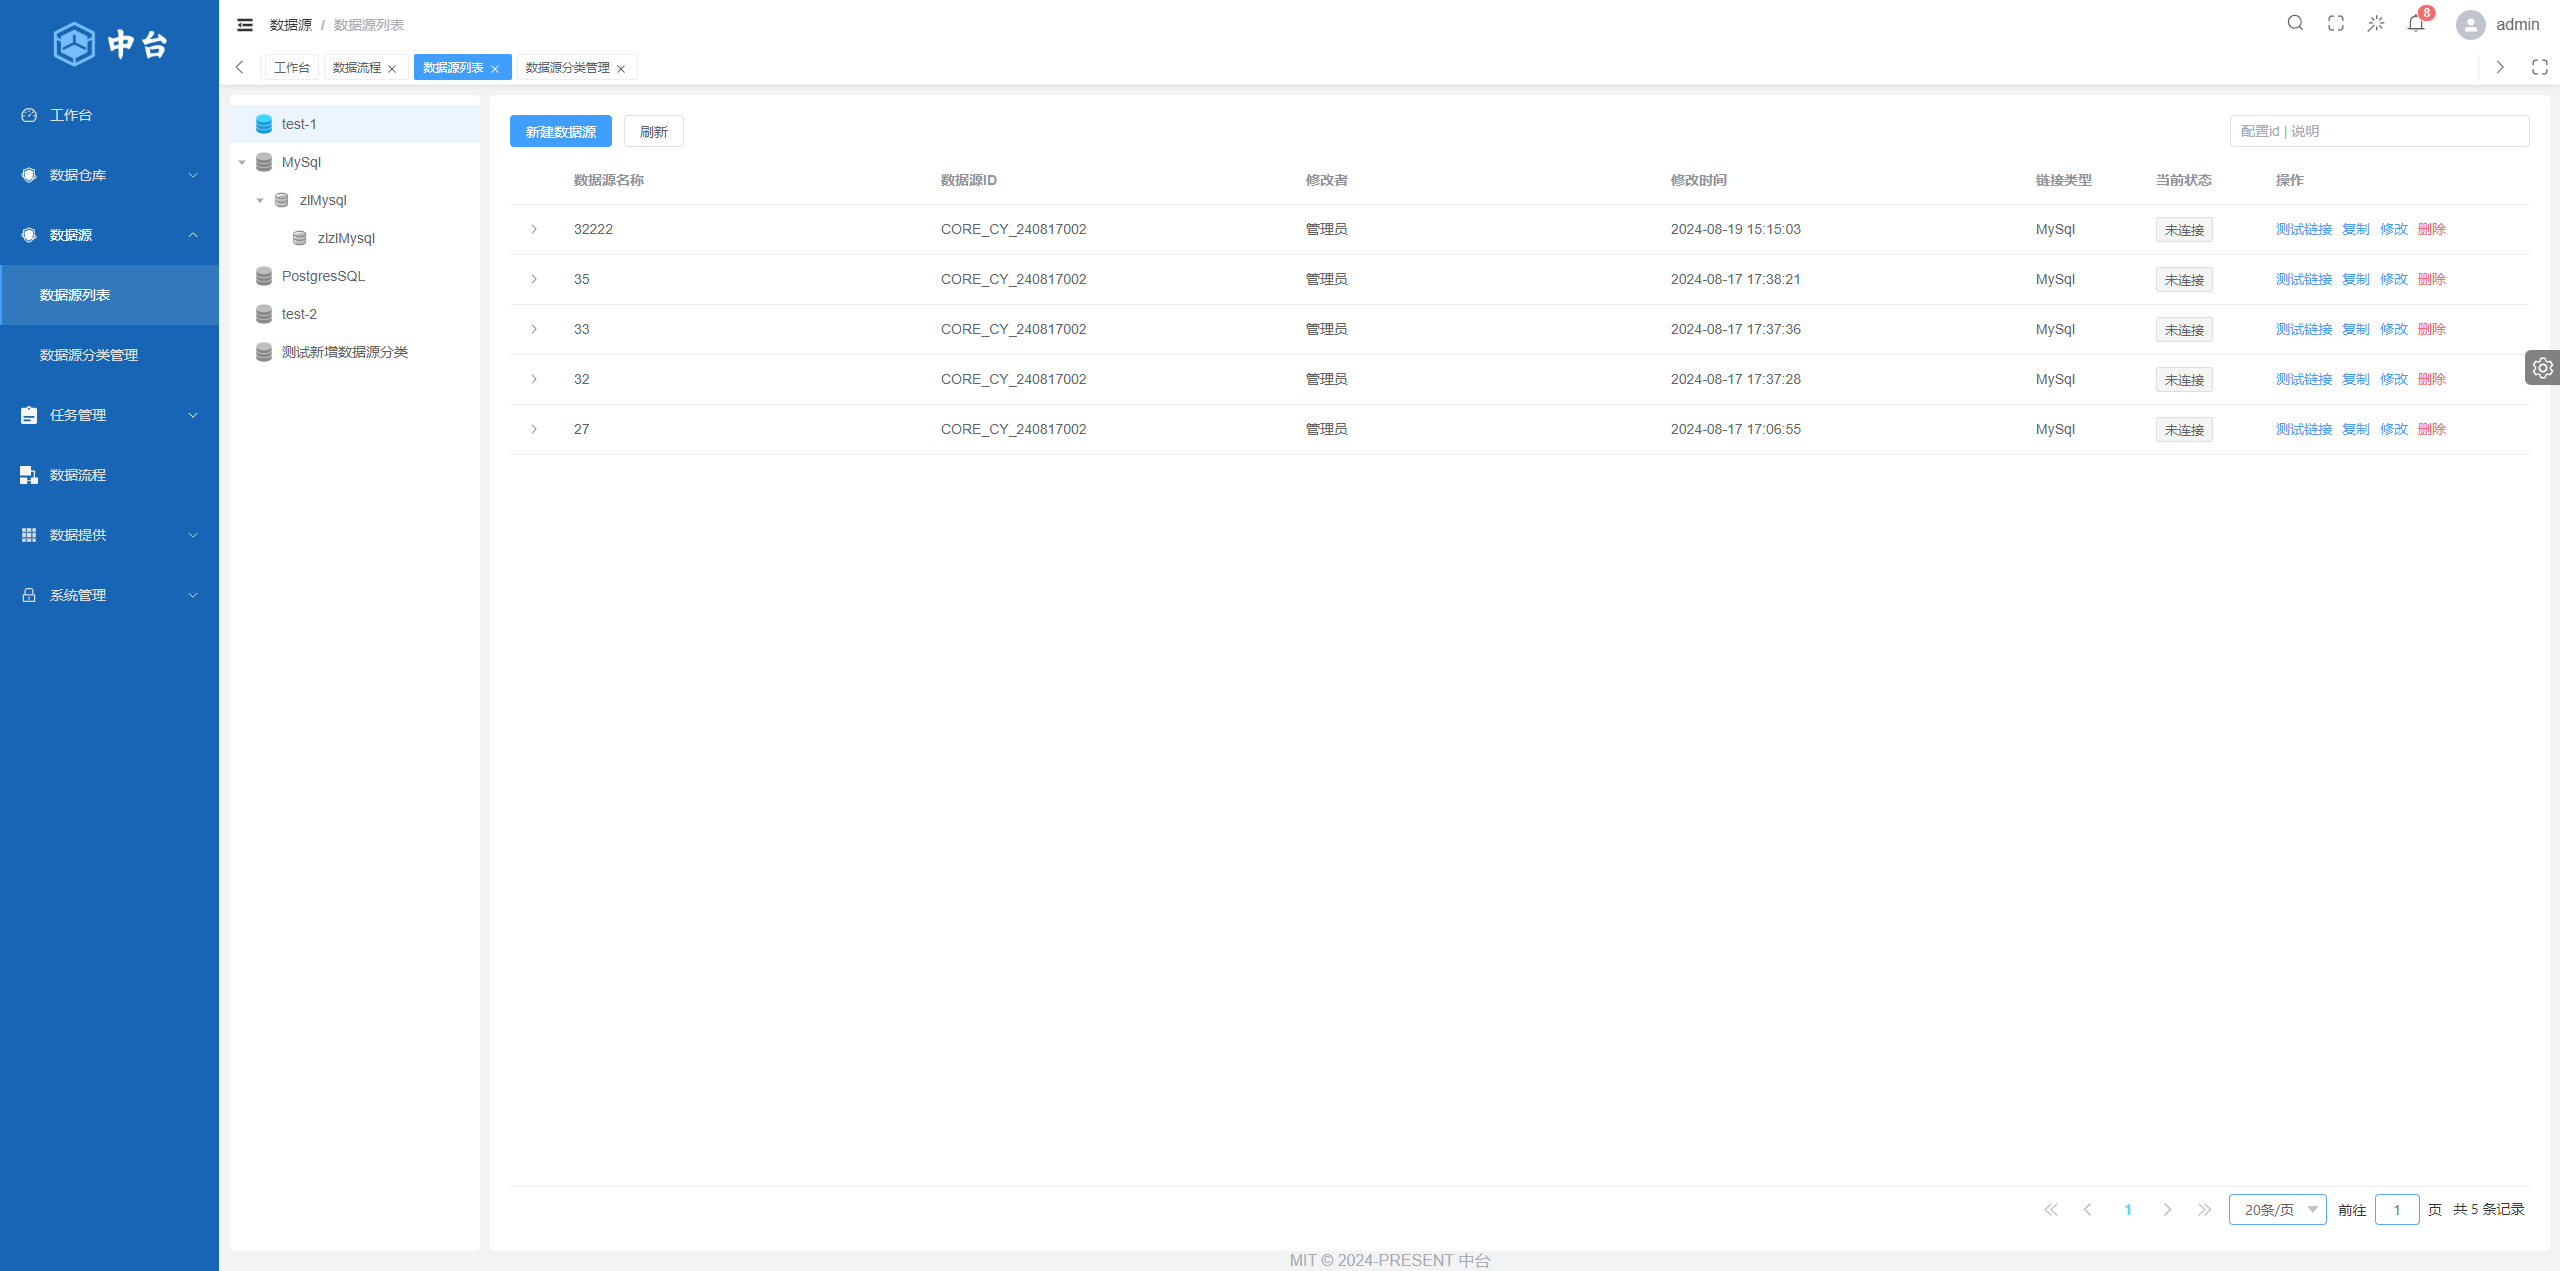 中台
工作台
数据仓库
数据源
数据源列表
数据源分类管理
任务管理
数据流程
数据提供
系统管理
数据源 / 数据源列表
8
admin
工作台 数据流程 数据源列表 数据源分类管理
test-1
MySql
zlMysql
zlzlMysql
PostgresSQL
test-2
测试新增数据源分类
新建数据源 刷新 配置id | 说明
数据源名称 数据源ID 修改者 修改时间 链接类型 当前状态 操作
32222 CORE_CY_240817002 管理员 2024-08-19 15:15:03 MySql 未连接 测试链接 复制 修改 删除
35 CORE_CY_240817002 管理员 2024-08-17 17:38:21 MySql 未连接 测试链接 复制 修改 删除
33 CORE_CY_240817002 管理员 2024-08-17 17:37:36 MySql 未连接 测试链接 复制 修改 删除
32 CORE_CY_240817002 管理员 2024-08-17 17:37:28 MySql 未连接 测试链接 复制 修改 删除
27 CORE_CY_240817002 管理员 2024-08-17 17:06:55 MySql 未连接 测试链接 复制 修改 删除
1 20条/页 前往 1 页 共 5 条记录
MIT © 2024-PRESENT 中台